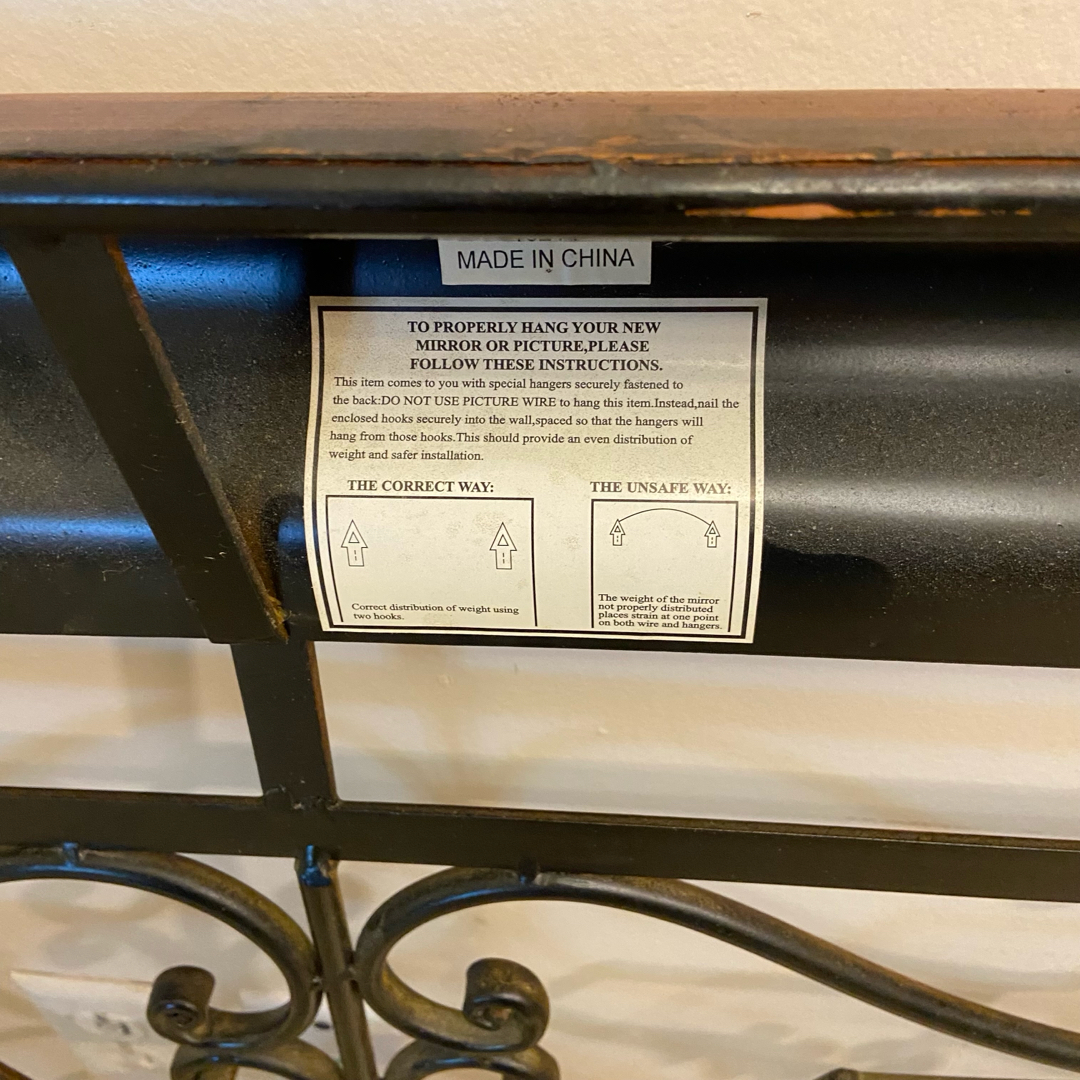 MADE IN CHINA
TO PROPERLY HANG YOUR NEW
MIRROR OR PICTURE,PLEASE
FOLLOW THESE INSTRUCTIONS.
This item comes to you with special hangers securely fastened to
the back:DO NOT USE PICTURE WIRE to hang this item.Instead,nail the
enclosed hooks securely into the wall,spaced so that the hangers will
hang from those hooks.This should provide an even distribution of
weight and safer installation.
THE CORRECT WAY:
Correct distribution of weight using
two hooks.
THE UNSAFE WAY:
The weight of the mirror
not properly distributed
places strain at one point
on both wire and hangers.